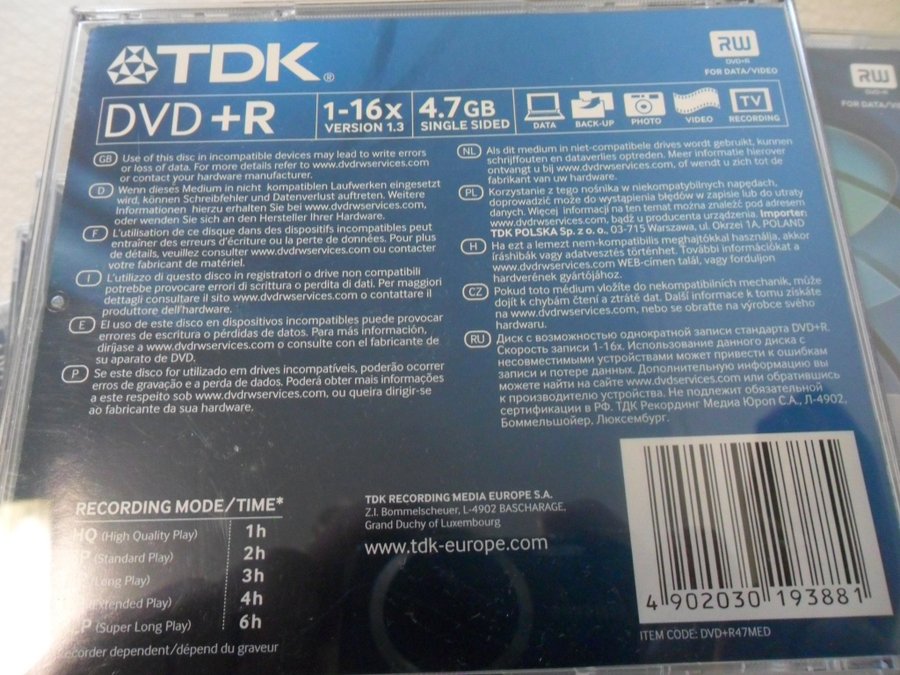 TDK®
RW
DVD+R
FOR DATA/VIDEO
DVD +R
1-16x
VERSION 1.3
4.7GB
SINGLE SIDED
DATA
BACK-UP
PHOTO
VIDEO
TV
RECORDING
GB Use of this disc in incompatible devices may lead to write errors
or loss of data. For more details refer to www.dvdrwservices.com
or contact your hardware manufacturer.
D Wenn dieses Medium in nicht kompatiblen Laufwerken eingesetzt
wird, können Schreibfehler und Datenverlust auftreten. Weitere
Informationen hierzu erhalten Sie bei www.dvdrwservices.com,
oder wenden Sie sich an den Hersteller Ihrer Hardware.
F L'utilisation de ce disque dans des dispositifs incompatibles peut
entraîner des erreurs d'écriture ou la perte de données. Pour plus
de détails, veuillez consulter www.dvdrwservices.com ou contacter
votre fabricant de matériel.
I L'utilizzo di questo disco in registratori o drive non compatibili
potrebbe provocare errori di scrittura o perdita di dati. Per maggiori
dettagli consultare il sito www.dvdrwservices.com o contattare il
produttore dell'hardware.
E El uso de este disco en dispositivos incompatibles puede provocar
errores de escritura o pérdidas de datos. Para más información,
diríjase a www.dvdrwservices.com o consulte con el fabricante de
su aparato de DVD.
P Se este disco for utilizado em drives incompatíveis, poderão ocorrer
erros de gravação e a perda de dados. Poderá obter mais informações
a este respeito sob www.dvdrwservices.com, ou queira dirigir-se
ao fabricante da sua hardware.
NL Als dit medium in niet-compatibele drives wordt gebruikt, kunnen
schrijffouten en dataverlies optreden. Meer informatie hierover
ontvangt u bij www.dvdrwservices.com, of wendt u zich tot de
fabrikant van uw hardware.
PL Korzystanie z tego nośnika w niekompatybilnych napędach,
doprowadzić może do wystąpienia błędów w zapisie lub do utraty
danych. Więcej informacji na ten temat można znaleźć pod adresem
www.dvdrwservices.com, bądź u producenta urządzenia. Importer:
TDK POLSKA Sp. z o. o., 03-715 Warszawa, ul. Okrzei 1A, POLAND
H Ha ezt a lemezt nem-kompatibilis meghajtókkal használja, akkor
íráshibák vagy adatvesztés történhet. További információkat a
www.dvdrwservices.com WEB-címen talál, vagy forduljon
hardverének gyártójához.
CZ Pokud toto médium vložíte do nekompatibilních mechanik, může
dojít k chybám čtení a ztrátě dat. Další informace k tomu získáte
na www.dvdrwservices.com, nebo se obraťte na výrobce svého
hardwaru.
RU Диск с возможностью однократной записи стандарта DVD+R.
Скорость записи 1-16x. Использование данного диска с
несовместимыми устройствами может привести к ошибкам
записи и потере данных. Дополнительную информацию вы
можете найти на сайте www.dvdservices.com или обратившись
к производителю устройства. Не подлежит обязательной
сертификации в РФ. ТДК Рекординг Медиа Юроп С.А., Л-4902,
Боммельшойер, Люксембург.
RECORDING MODE/TIME*
HQ (High Quality Play) 1h
SP (Standard Play) 2h
(Long Play) 3h
(Extended Play) 4h
(Super Long Play) 6h
recorder dependent/dépend du graveur
TDK RECORDING MEDIA EUROPE S.A.
Z.I. Bommelscheuer, L-4902 BASCHARAGE,
Grand Duchy of Luxembourg
www.tdk-europe.com
4 902030 193881
ITEM CODE: DVD+R47MED
RW
DVD+R
FOR DATA/